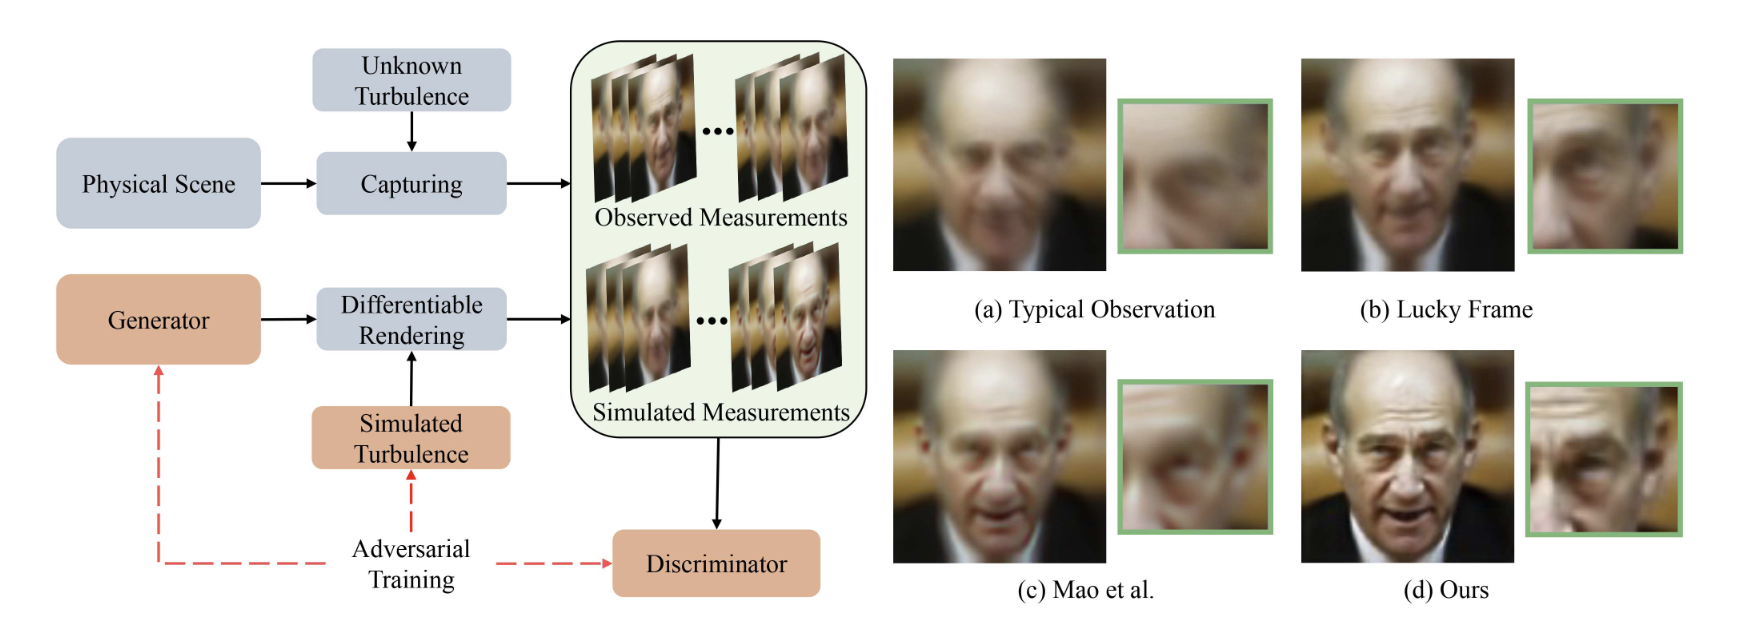 Unknown
Turbulence
Physical Scene
Capturing
Observed Measurements
Generator
Differentiable
Rendering
Simulated Measurements
Simulated
Turbulence
Adversarial
Training
Discriminator
(a) Typical Observation
(b) Lucky Frame
(c) Mao et al.
(d) Ours